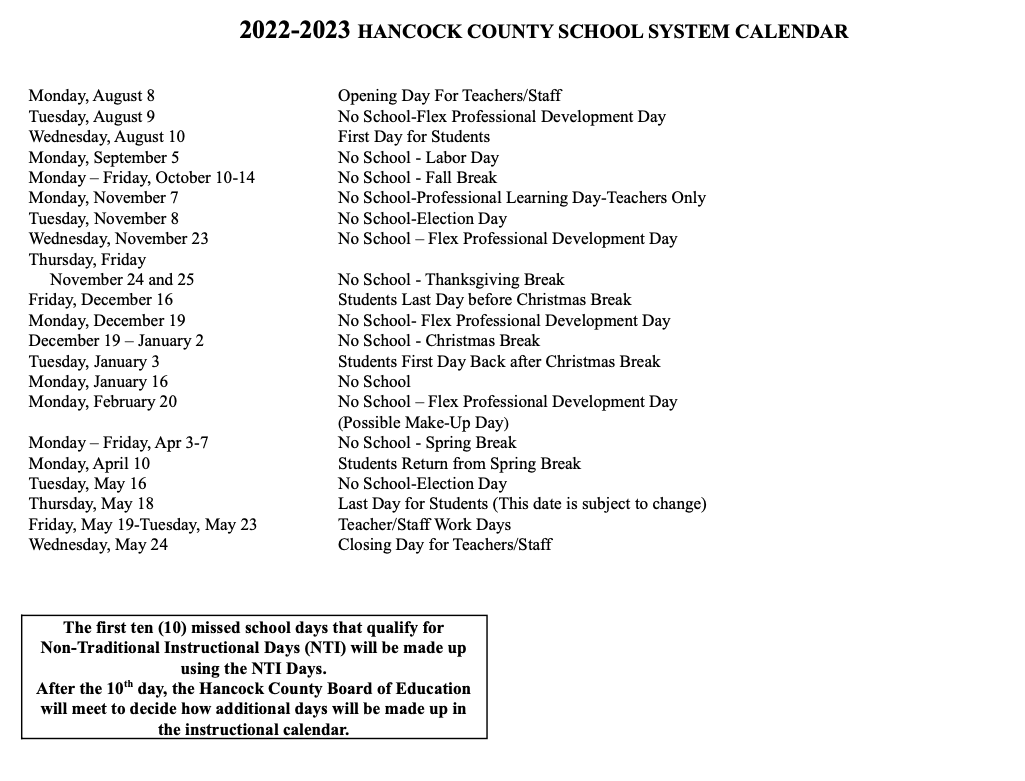 2022-2023 HANCOCK COUNTY SCHOOL SYSTEM CALENDAR
Monday, August 8 Opening Day For Teachers/Staff
Tuesday, August 9 No School-Flex Professional Development Day
Wednesday, August 10 First Day for Students
Monday, September 5 No School - Labor Day
Monday – Friday, October 10-14 No School - Fall Break
Monday, November 7 No School-Professional Learning Day-Teachers Only
Tuesday, November 8 No School-Election Day
Wednesday, November 23 No School – Flex Professional Development Day
Thursday, Friday
November 24 and 25 No School - Thanksgiving Break
Friday, December 16 Students Last Day before Christmas Break
Monday, December 19 No School- Flex Professional Development Day
December 19 – January 2 No School - Christmas Break
Tuesday, January 3 Students First Day Back after Christmas Break
Monday, January 16 No School
Monday, February 20 No School – Flex Professional Development Day
(Possible Make-Up Day)
Monday – Friday, Apr 3-7 No School - Spring Break
Monday, April 10 Students Return from Spring Break
Tuesday, May 16 No School-Election Day
Thursday, May 18 Last Day for Students (This date is subject to change)
Friday, May 19-Tuesday, May 23 Teacher/Staff Work Days
Wednesday, May 24 Closing Day for Teachers/Staff
The first ten (10) missed school days that qualify for
Non-Traditional Instructional Days (NTI) will be made up
using the NTI Days.
After the 10th day, the Hancock County Board of Education
will meet to decide how additional days will be made up in
the instructional calendar.